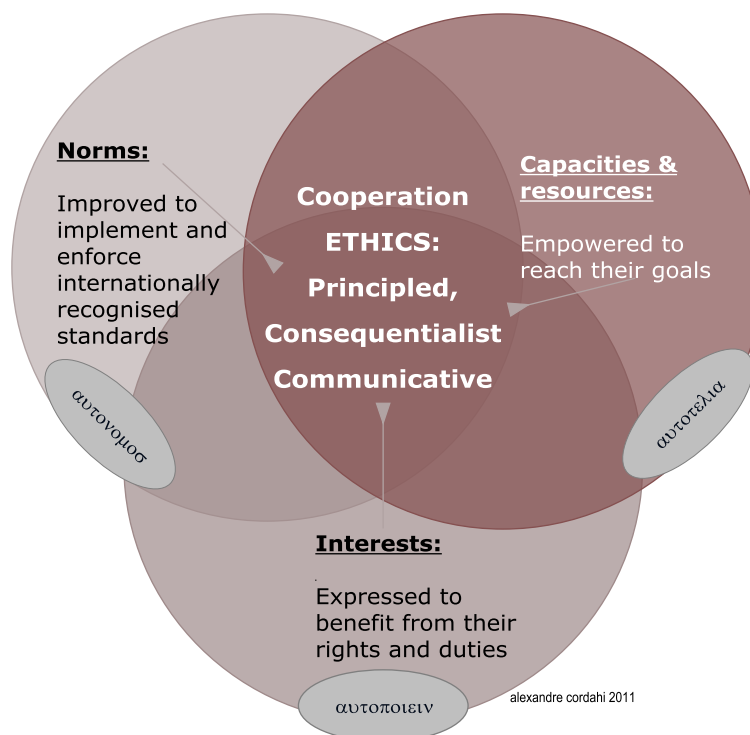 Norms:
Improved to
implement and
enforce
internationally
recognised
standards
Cooperation
ETHICS:
Principled,
Consequentialist
Communicative
Capacities &
resources:
Empowered to
reach their goals
αυτονομοσ
αυτοτελια
Interests:
.
Expressed to
benefit from their
rights and duties
αυτοποιειν
alexandre cordahi 2011